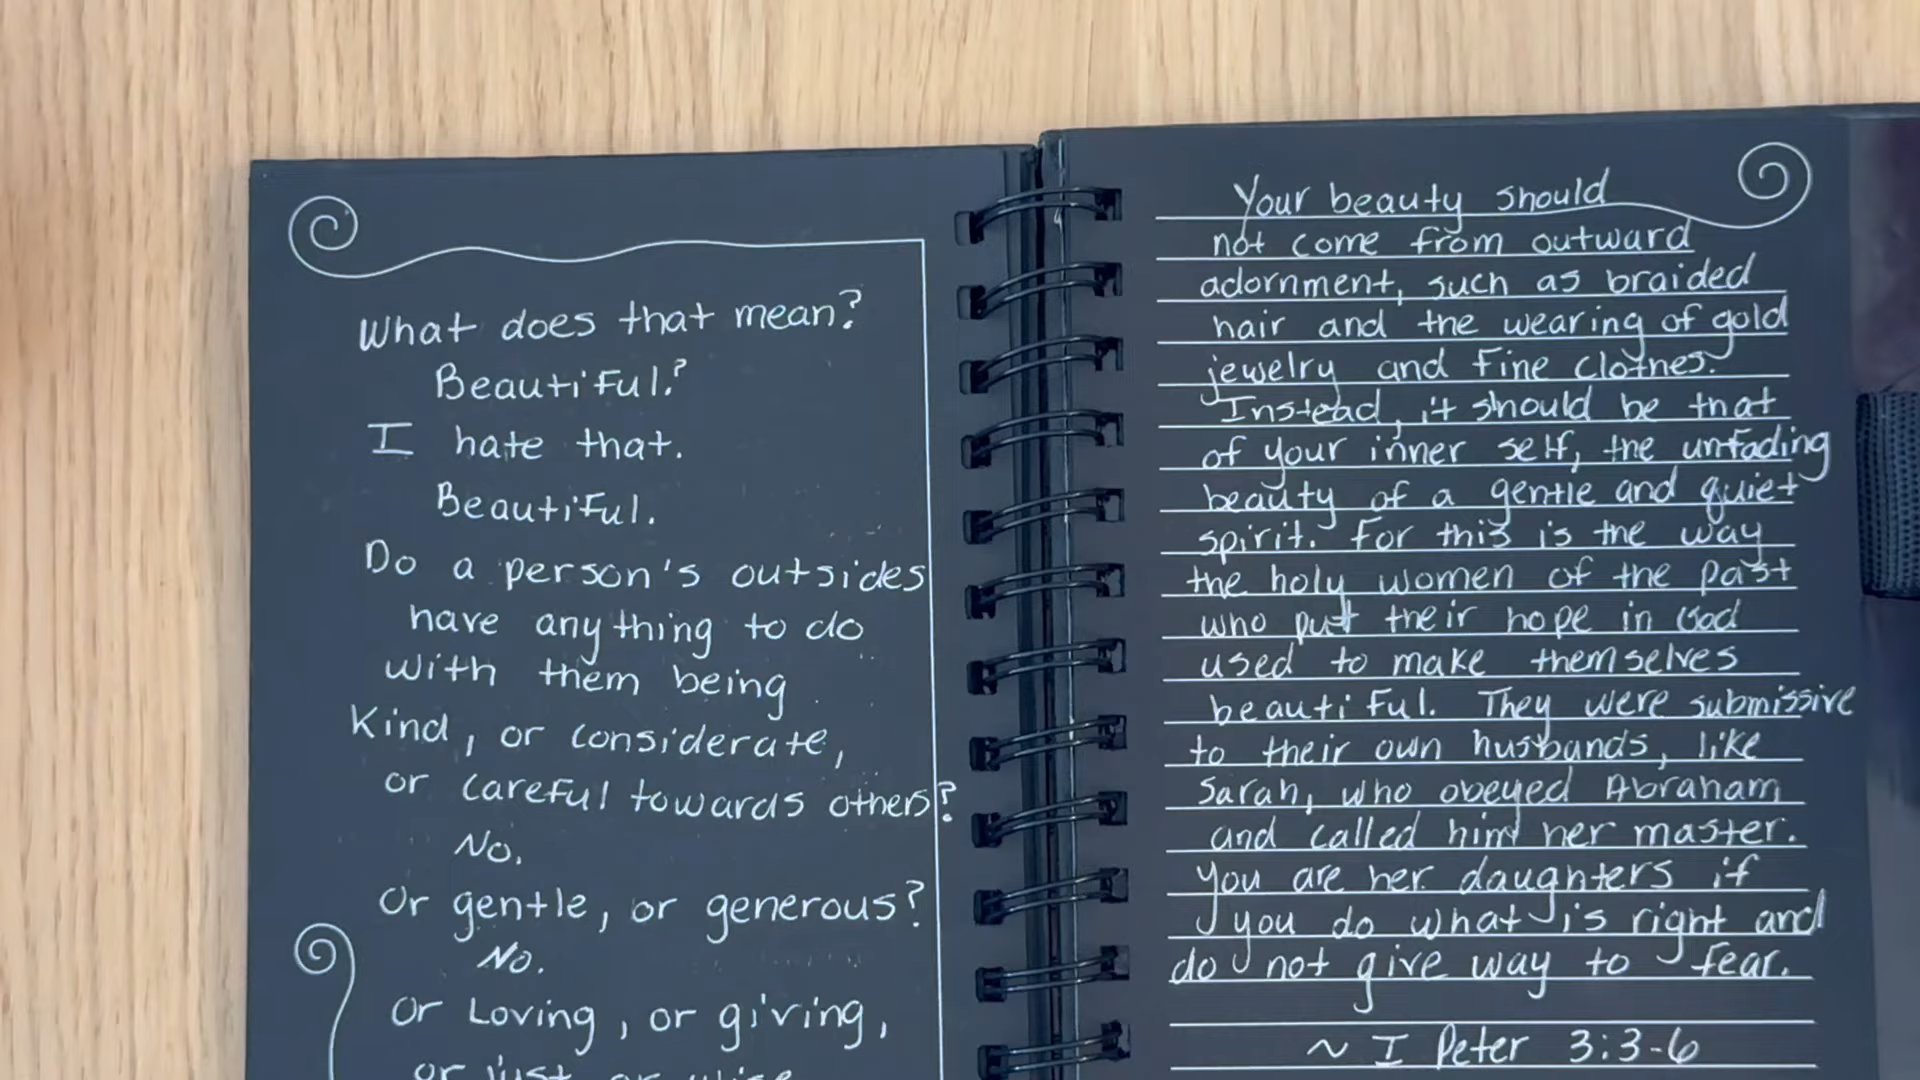 What does that mean?
Beautiful?
I hate that.
Beautiful.
Do a person's outsides
have anything to do
with them being
Kind, or considerate,
or careful towards others?
No.
Or gentle, or generous?
No.
Or Loving, or giving,
or just, or wise
Your beauty should
not come from outward
adornment, such as braided
hair and the wearing of gold
jewelry and fine clothes.
Instead, it should be that
of your inner self, the unfading
beauty of a gentle and quiet
spirit. For this is the way
the holy women of the past
who put their hope in God
used to make themselves
beautiful. They were submissive
to their own husbands, like
Sarah, who obeyed Abraham
and called him her master.
You are her daughters if
you do what is right and
do not give way to fear.
~ I Peter 3:3-6